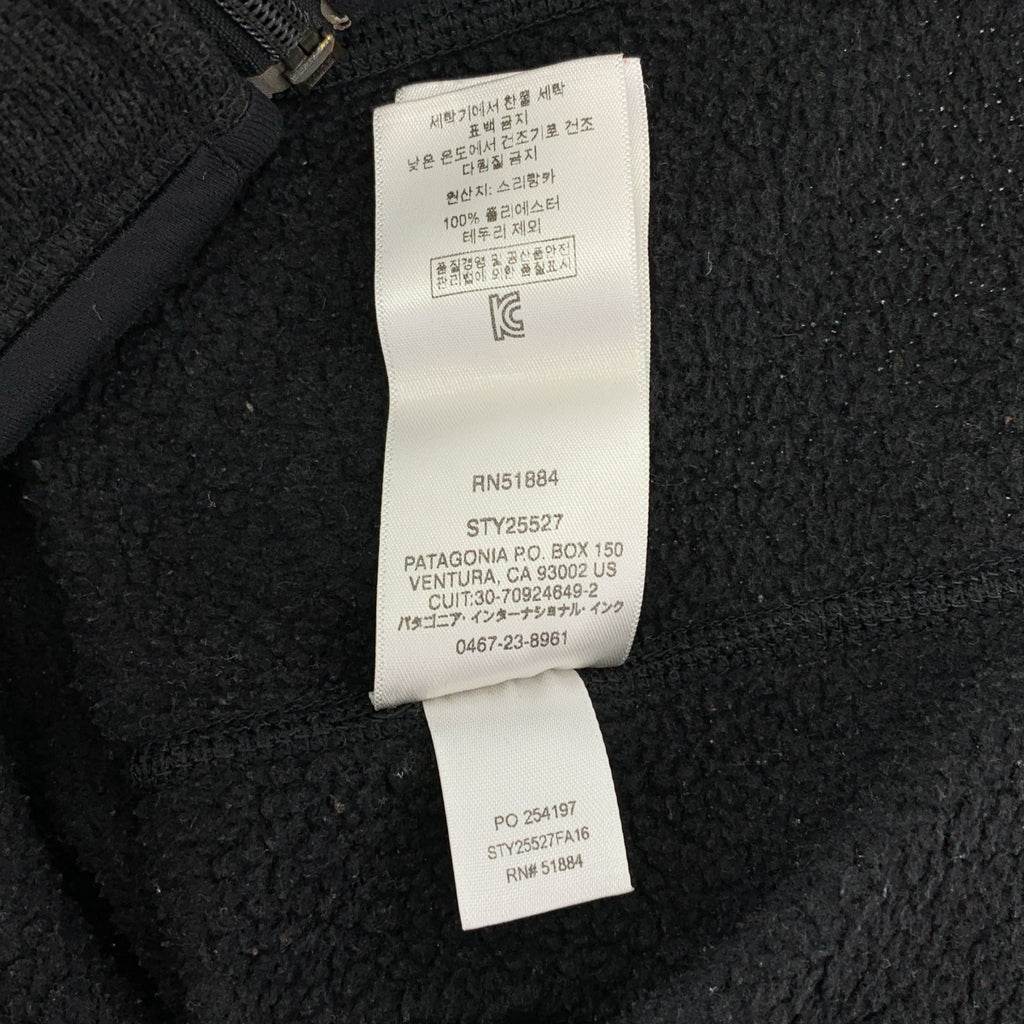 세탁기에서 찬물 세탁
표백 금지
낮은 온도에서 건조기로 건조
다림질 금지
원산지: 스리랑카
100% 폴리에스터
테두리 제외
품질경영 및 공산품안전
관리법에 의한 품질표시
KC
RN51884
STY25527
PATAGONIA P.O. BOX 150
VENTURA, CA 93002 US
CUIT:30-70924649-2
パタゴニア・インターナショナル・インク
0467-23-8961
PO 254197
STY25527FA16
RN# 51884